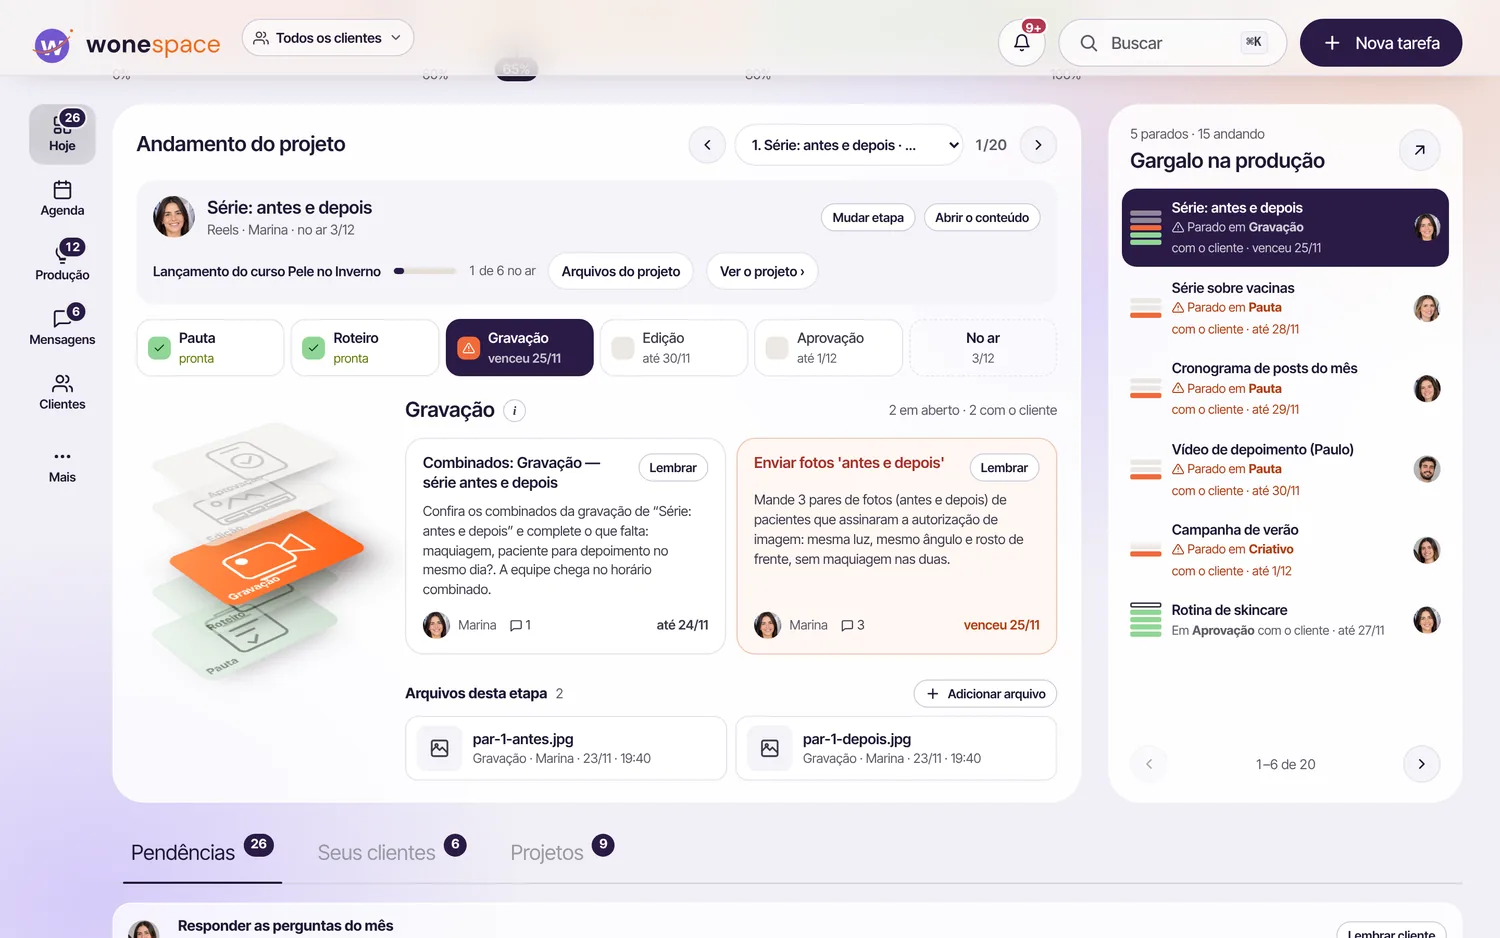 wonespace
Todos os clientes
9+
Buscar
⌘K
+ Nova tarefa
0%
60%
65%
80%
100%
26
Hoje
Agenda
12
Produção
6
Mensagens
Clientes
Mais
Andamento do projeto
1. Série: antes e depois · ...
1/20
Série: antes e depois
Reels · Marina · no ar 3/12
Mudar etapa
Abrir o conteúdo
Lançamento do curso Pele no Inverno
1 de 6 no ar
Arquivos do projeto
Ver o projeto ›
Pauta
pronta
Roteiro
pronta
Gravação
venceu 25/11
Edição
até 30/11
Aprovação
até 1/12
No ar
3/12
Aprovação
Edição
Gravação
Roteiro
Pauta
Gravação
i
2 em aberto · 2 com o cliente
Combinados: Gravação —
série antes e depois
Lembrar
Confira os combinados da gravação de “Série:
antes e depois” e complete o que falta:
maquiagem, paciente para depoimento no
mesmo dia?. A equipe chega no horário
combinado.
Marina
1
até 24/11
Enviar fotos 'antes e depois'
Lembrar
Mande 3 pares de fotos (antes e depois) de
pacientes que assinaram a autorização de
imagem: mesma luz, mesmo ângulo e rosto de
frente, sem maquiagem nas duas.
Marina
3
venceu 25/11
Arquivos desta etapa 2
+ Adicionar arquivo
par-1-antes.jpg
Gravação · Marina · 23/11 · 19:40
par-1-depois.jpg
Gravação · Marina · 23/11 · 19:40
5 parados · 15 andando
Gargalo na produção
Série: antes e depois
Parado em Gravação
com o cliente · venceu 25/11
Série sobre vacinas
Parado em Pauta
com o cliente · até 28/11
Cronograma de posts do mês
Parado em Pauta
com o cliente · até 29/11
Vídeo de depoimento (Paulo)
Parado em Pauta
com o cliente · até 30/11
Campanha de verão
Parado em Criativo
com o cliente · até 1/12
Rotina de skincare
Em Aprovação com o cliente · até 27/11
1–6 de 20
Pendências 26
Seus clientes 6
Projetos 9
Responder as perguntas do mês
Lembrar cliente